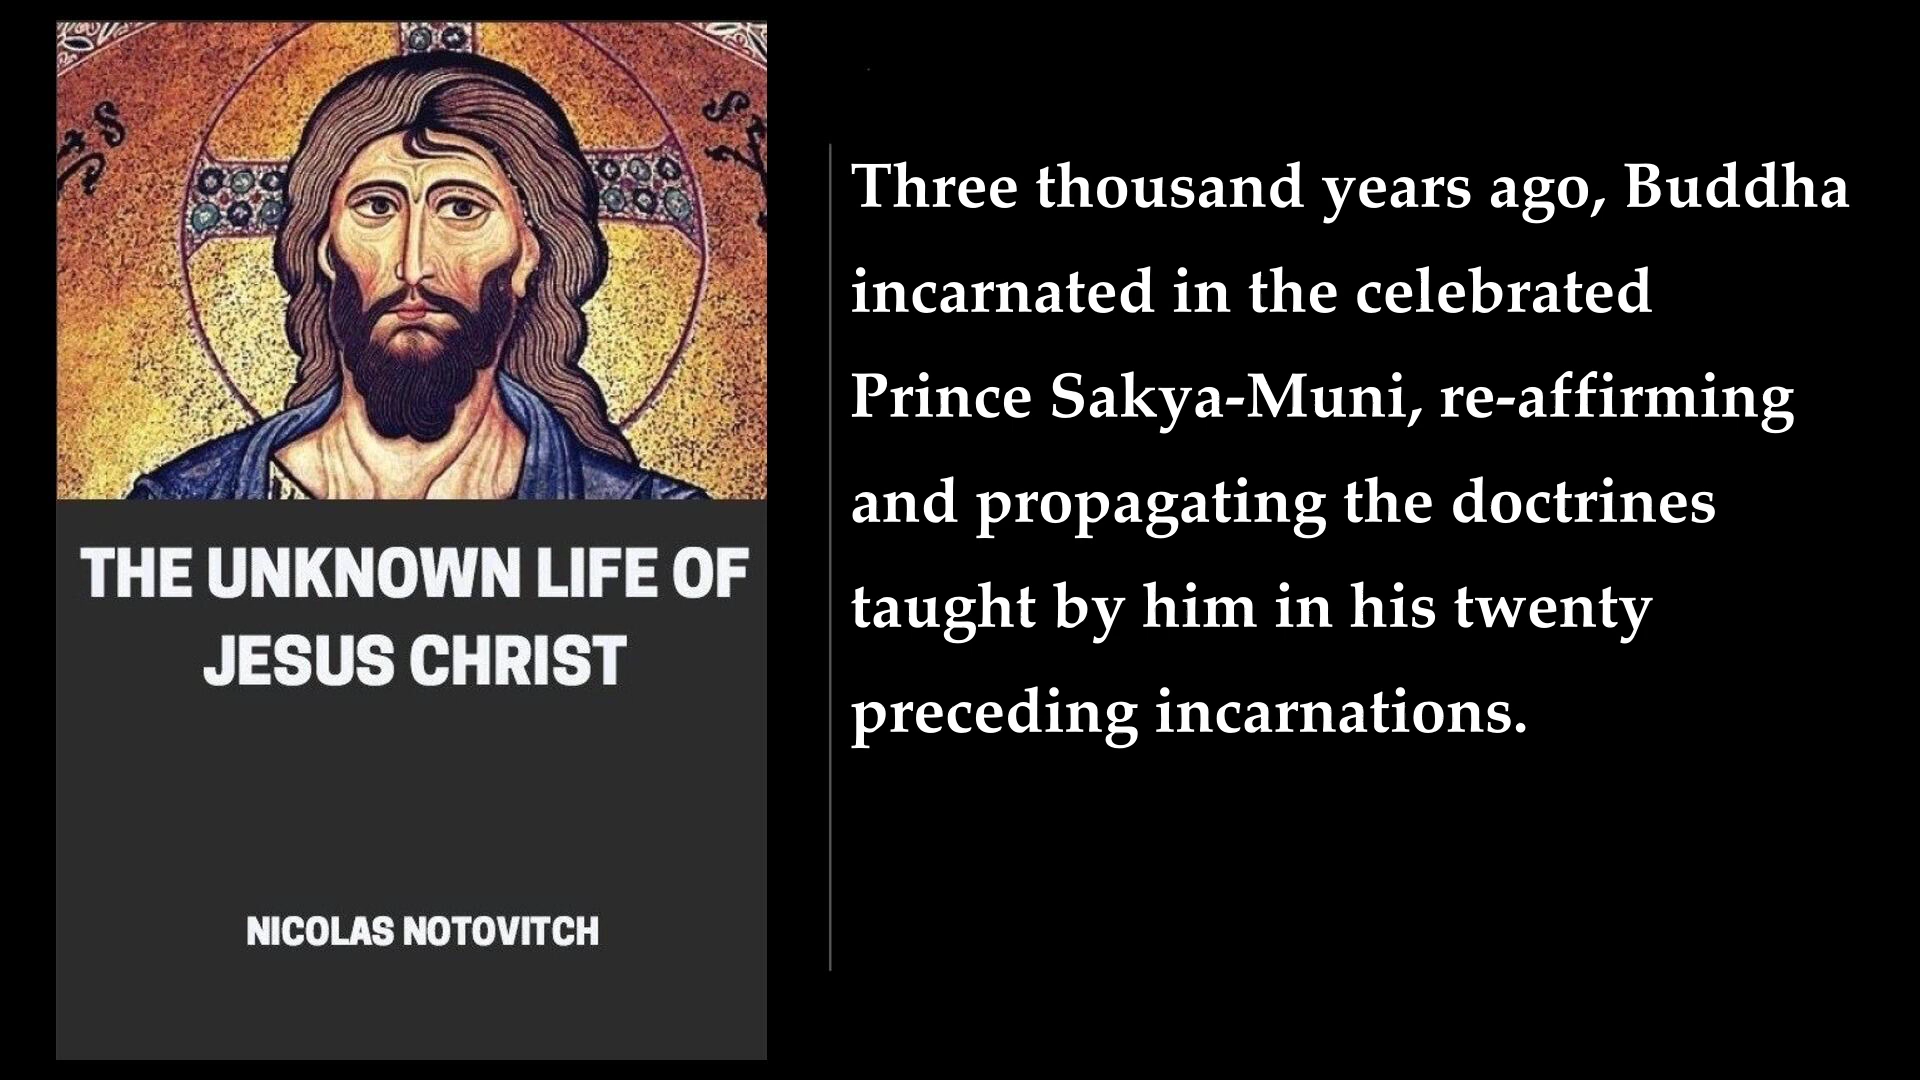 THE UNKNOWN LIFE OF
JESUS CHRIST
NICOLAS NOTOVITCH
Three thousand years ago, Buddha
incarnated in the celebrated
Prince Sakya-Muni, re-affirming
and propagating the doctrines
taught by him in his twenty
preceding incarnations.